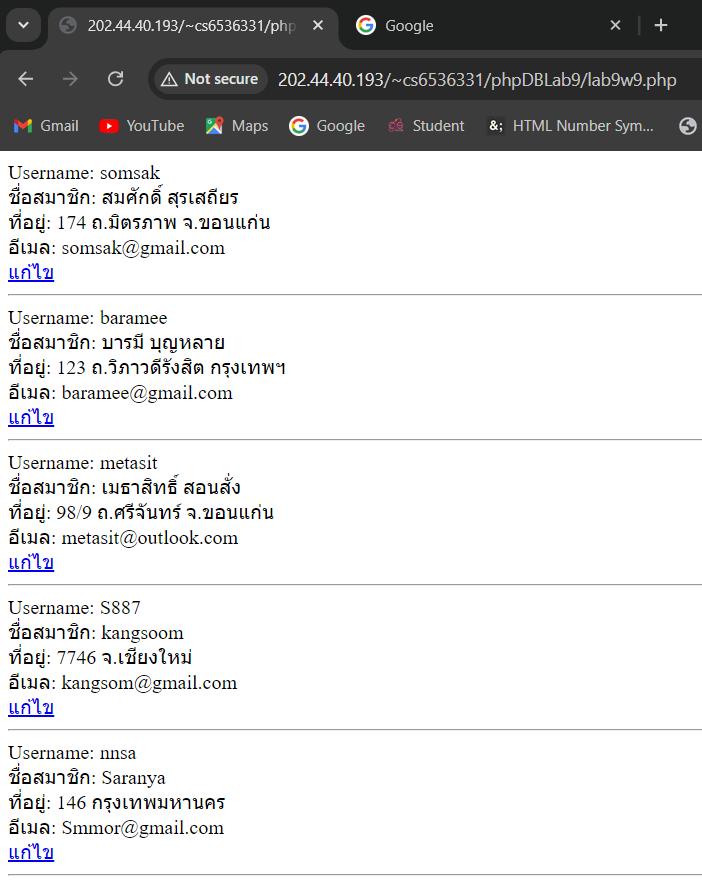 202.44.40.193/~cs6536331/php
Google
Not secure
202.44.40.193/~cs6536331/phpDBLab9/lab9w9.php
Gmail
YouTube
Maps
Google
Student
&;
HTML Number Sym...
Username: somsak
ชื่อสมาชิก: สมศักดิ์ สุรเสถียร
ที่อยู่: 174 ถ.มิตรภาพ จ.ขอนแก่น
อีเมล: somsak@gmail.com
แก้ไข
Username: baramee
ชื่อสมาชิก: บารมี บุญหลาย
ที่อยู่: 123 ถ.วิภาวดีรังสิต กรุงเทพฯ
อีเมล: baramee@gmail.com
แก้ไข
Username: metasit
ชื่อสมาชิก: เมธาสิทธิ์ สอนสั่ง
ที่อยู่: 98/9 ถ.ศรีจันทร์ จ.ขอนแก่น
อีเมล: metasit@outlook.com
แก้ไข
Username: S887
ชื่อสมาชิก: kangsoom
ที่อยู่: 7746 จ.เชียงใหม่
อีเมล: kangsom@gmail.com
แก้ไข
Username: nnsa
ชื่อสมาชิก: Saranya
ที่อยู่: 146 กรุงเทพมหานคร
อีเมล: Smmor@gmail.com
แก้ไข